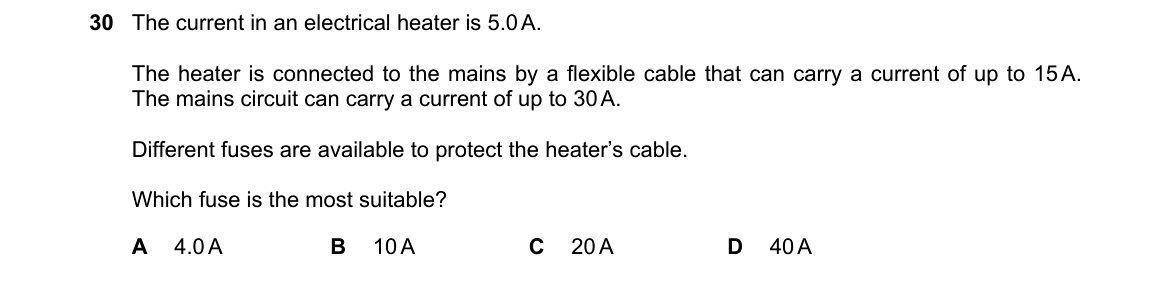 30 The current in an electrical heater is 5.0 A.
The heater is connected to the mains by a flexible cable that can carry a current of up to 15 A.
The mains circuit can carry a current of up to 30 A.
Different fuses are available to protect the heater’s cable.
Which fuse is the most suitable?
A 4.0 A B 10 A C 20 A D 40 A